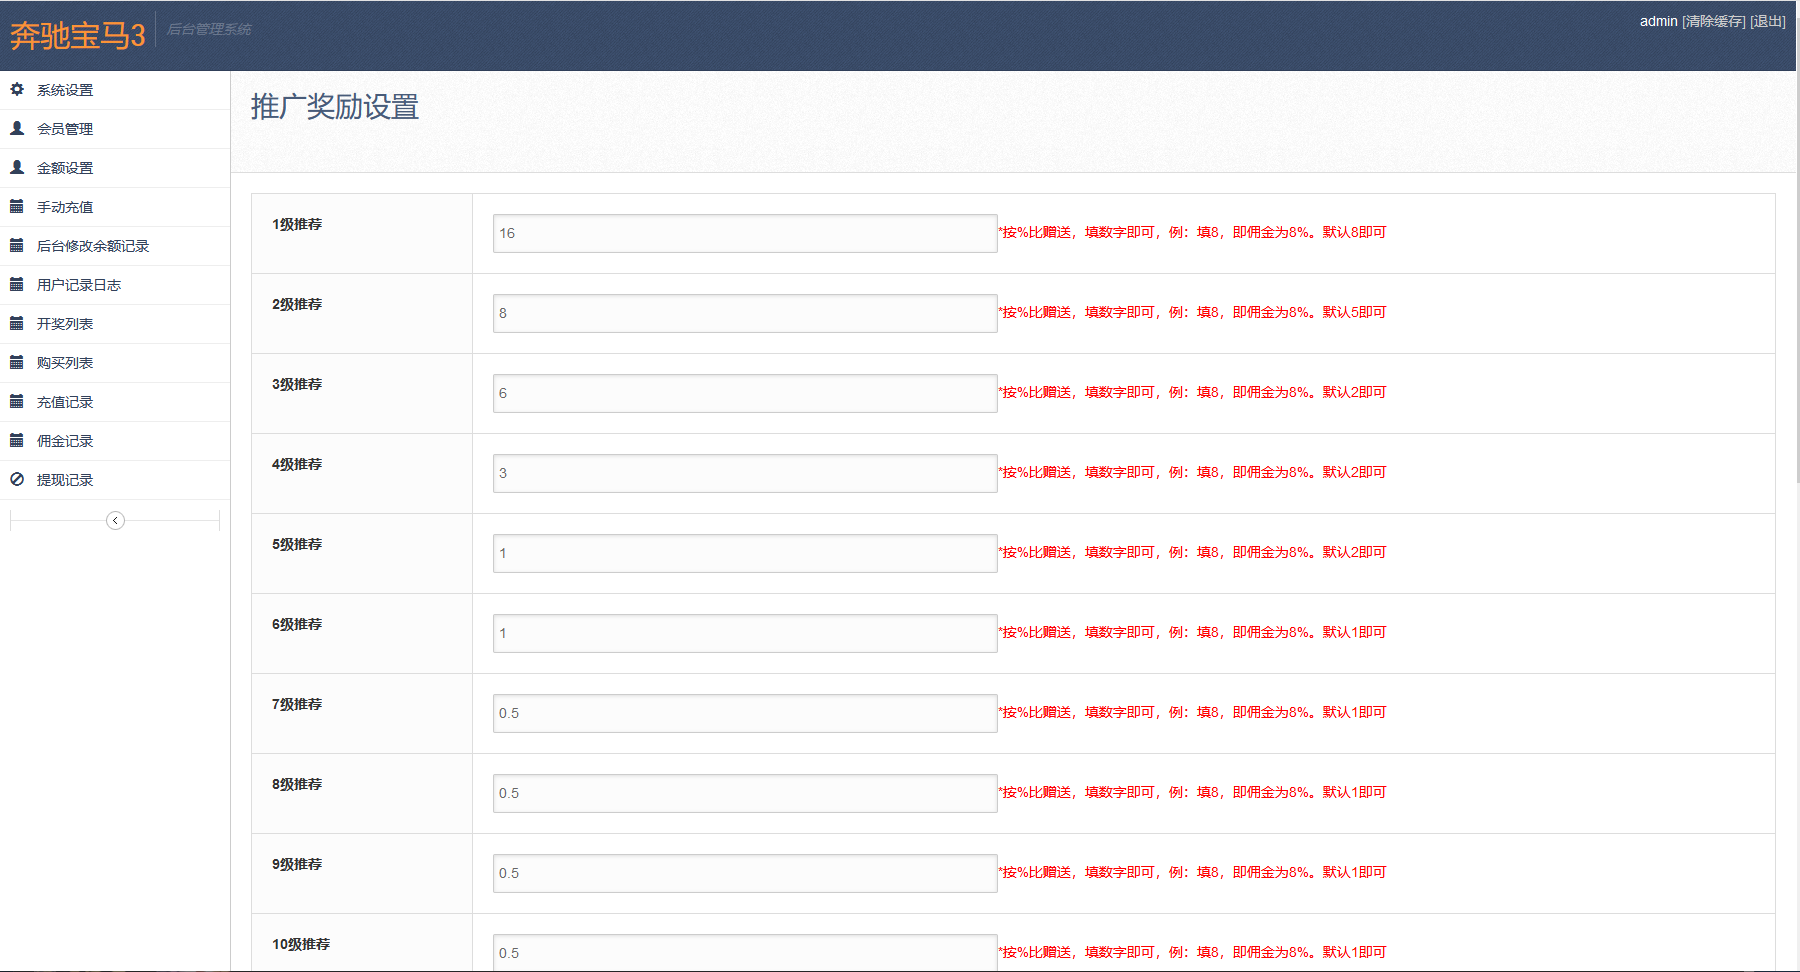 奔驰宝马3
后台管理系统
admin [清除缓存] [退出]
系统设置
会员管理
金额设置
手动充值
后台修改余额记录
用户记录日志
开奖列表
购买列表
充值记录
佣金记录
提现记录
推广奖励设置
1级推荐
16
*按%比赠送，填数字即可，例：填8，即佣金为8%。默认8即可
2级推荐
8
*按%比赠送，填数字即可，例：填8，即佣金为8%。默认5即可
3级推荐
6
*按%比赠送，填数字即可，例：填8，即佣金为8%。默认2即可
4级推荐
3
*按%比赠送，填数字即可，例：填8，即佣金为8%。默认2即可
5级推荐
1
*按%比赠送，填数字即可，例：填8，即佣金为8%。默认2即可
6级推荐
1
*按%比赠送，填数字即可，例：填8，即佣金为8%。默认1即可
7级推荐
0.5
*按%比赠送，填数字即可，例：填8，即佣金为8%。默认1即可
8级推荐
0.5
*按%比赠送，填数字即可，例：填8，即佣金为8%。默认1即可
9级推荐
0.5
*按%比赠送，填数字即可，例：填8，即佣金为8%。默认1即可
10级推荐
0.5
*按%比赠送，填数字即可，例：填8，即佣金为8%。默认1即可